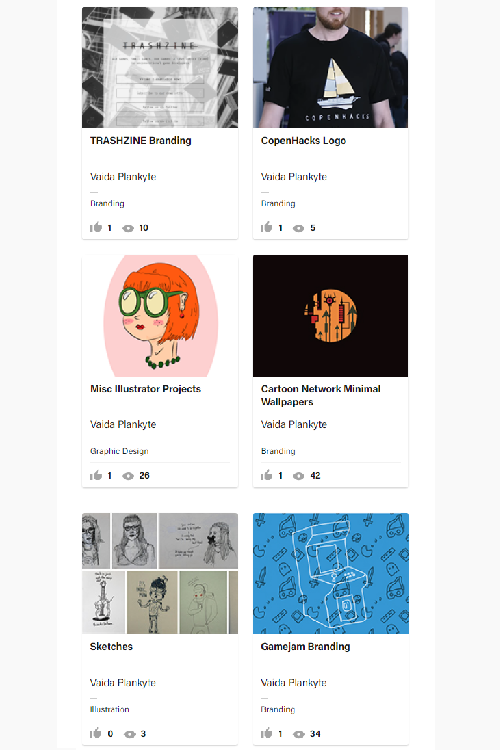 TRASHZINE
COPENHACKS
TRASHZINE Branding
CopenHacks Logo
Vaida Plankyte
Vaida Plankyte
Branding
Branding
1 10
1 5
Misc Illustrator Projects
Cartoon Network Minimal
Wallpapers
Vaida Plankyte
Vaida Plankyte
Graphic Design
Branding
1 26
1 42
Sketches
Gamejam Branding
Vaida Plankyte
Vaida Plankyte
Illustration
Branding
0 3
1 34